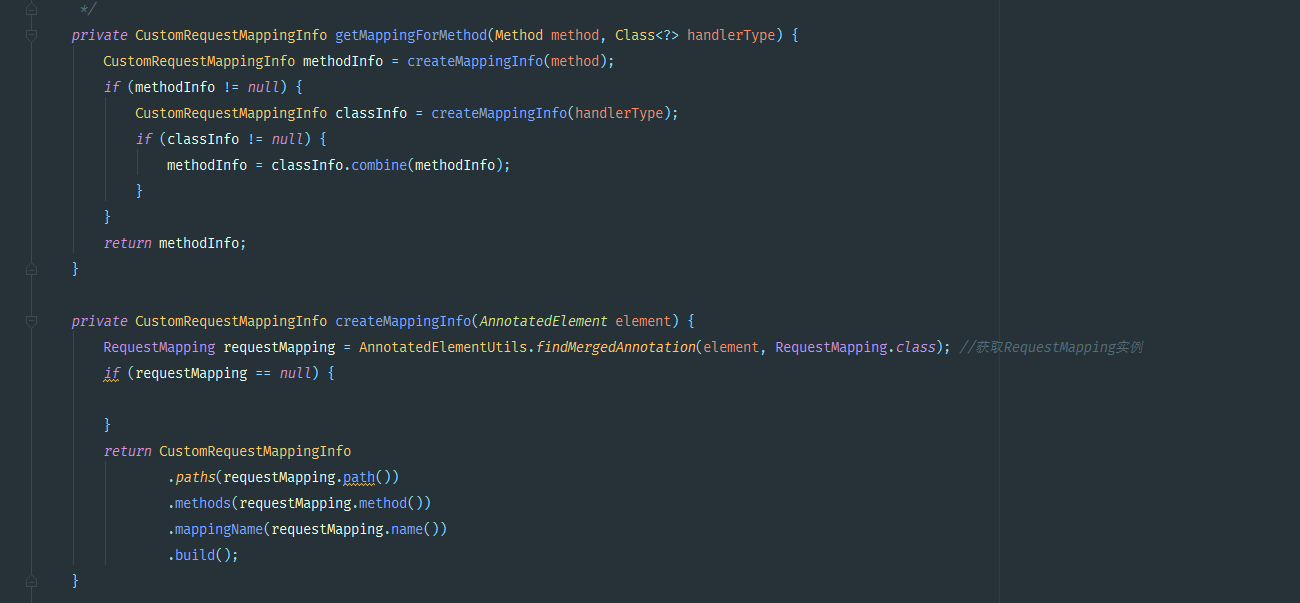 */
private CustomRequestMappingInfo getMappingForMethod(Method method, Class<?> handlerType) {
CustomRequestMappingInfo methodInfo = createMappingInfo(method);
if (methodInfo != null) {
CustomRequestMappingInfo classInfo = createMappingInfo(handlerType);
if (classInfo != null) {
methodInfo = classInfo.combine(methodInfo);
}
}
return methodInfo;
}
private CustomRequestMappingInfo createMappingInfo(AnnotatedElement element) {
RequestMapping requestMapping = AnnotatedElementUtils.findMergedAnnotation(element, RequestMapping.class); //获取RequestMapping实例
if (requestMapping == null) {
}
return CustomRequestMappingInfo
.paths(requestMapping.path())
.methods(requestMapping.method())
.mappingName(requestMapping.name())
.build();
}